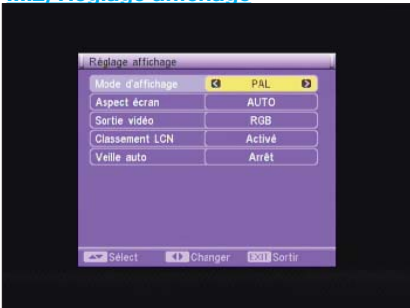 Réglage affichage
Mode d'affichage PAL
Aspect écran AUTO
Sortie vidéo RGB
Classement LCN Activé
Veille auto Arrêt
Sélect Changer EXIT Sortir